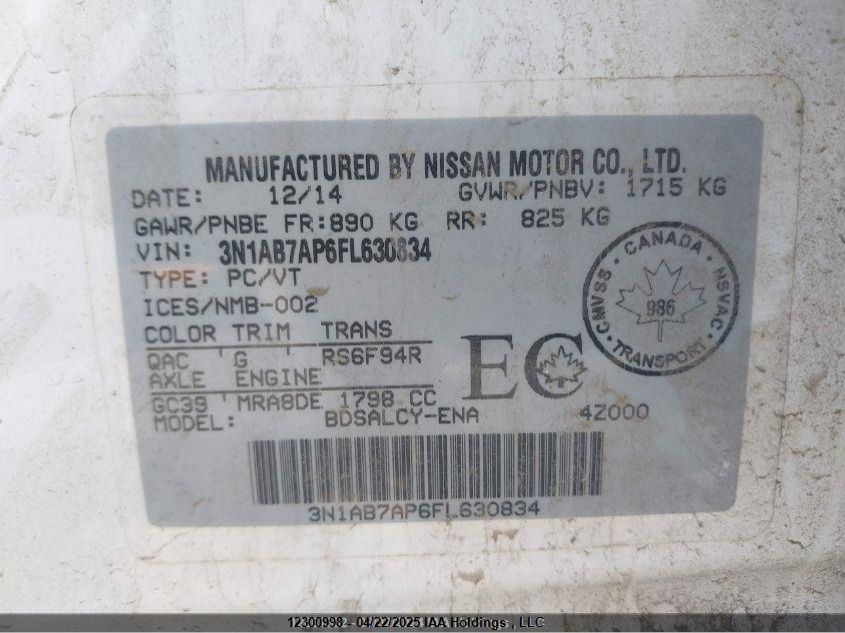 MANUFACTURED BY NISSAN MOTOR CO., LTD.
DATE: 12/14 GVWR/PNBV: 1715 KG
GAWR/PNBE FR:890 KG RR: 825 KG
VIN: 3N1AB7AP6FL630834
TYPE: PC/VT
ICES/NMB-002
COLOR TRIM TRANS
QAC G RS6F94R
AXLE ENGINE
GC39 MRA8DE 1798 CC
MODEL: BDSALCY-ENA 4Z000
EC
CANADA
CMVSS 986 HSVAC
TRANSPORT
3N1AB7AP6FL630834
12300998 - 04/22/2025 IAA Holdings , LLC